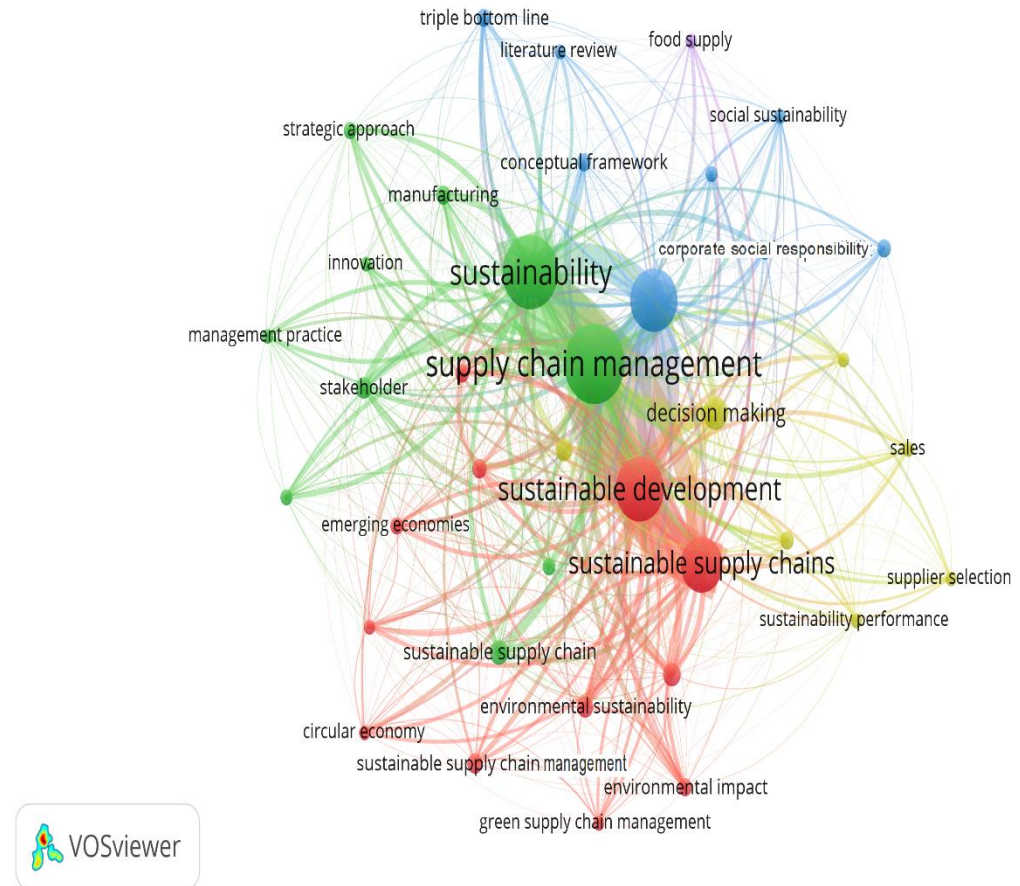 triple bottom line
literature review
food supply
strategic approach
social sustainability
conceptual framework
manufacturing
corporate social responsibility
innovation
sustainability
management practice
supply chain management
stakeholder
decision making
sales
sustainable development
emerging economies
sustainable supply chains
supplier selection
sustainability performance
sustainable supply chain
environmental sustainability
circular economy
sustainable supply chain management
environmental impact
green supply chain management
VOSviewer